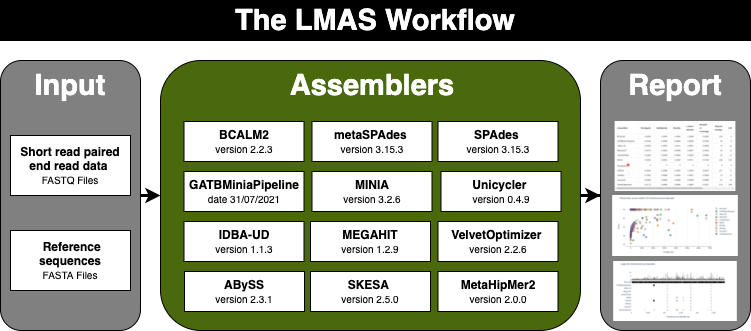 The LMAS Workflow
Input
Short read paired
end read data
FASTQ Files
Reference
sequences
FASTA Files
Assemblers
BCALM2
version 2.2.3
metaSPAdes
version 3.15.3
SPAdes
version 3.15.3
GATBMiniaPipeline
date 31/07/2021
MINIA
version 3.2.6
Unicycler
version 0.4.9
IDBA-UD
version 1.1.3
MEGAHIT
version 1.2.9
VelvetOptimizer
version 2.2.6
ABySS
version 2.3.1
SKESA
version 2.5.0
MetaHipMer2
version 2.0.0
Report